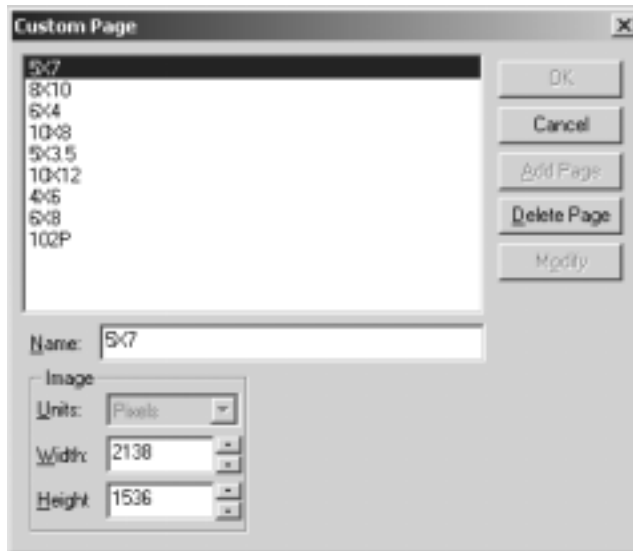 Custom Page
5X7
8X10
6X4
10X8
5X3.5
10X12
4X6
6X8
102P
OK
Cancel
Add Page
Delete Page
Modify
Name: 5X7
Image
Units: Pixels
Width: 2138
Height 1536